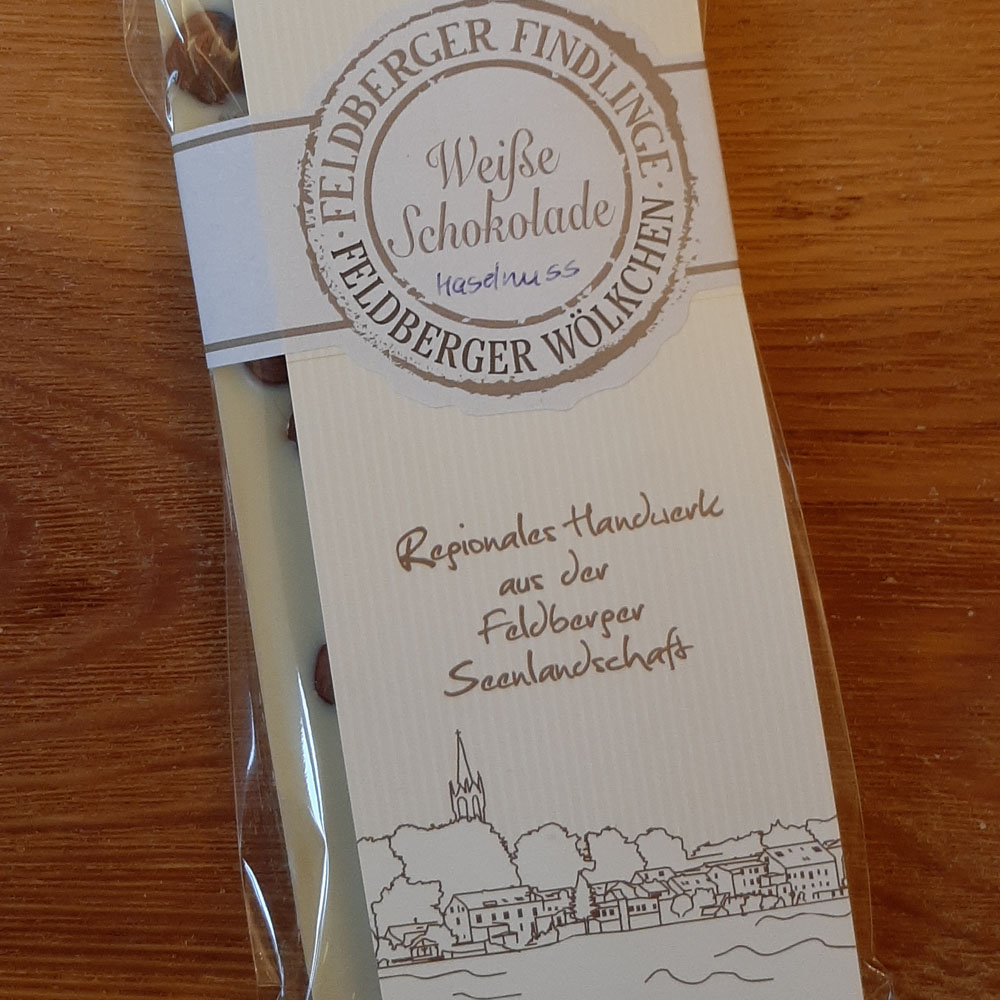 · FELDBERGER FINDLINGE ·
Weiße
Schokolade
Haselnuss
FELDBERGER WÖLKCHEN
Regionales Handwerk
aus der
Feldberger
Seenlandschaft